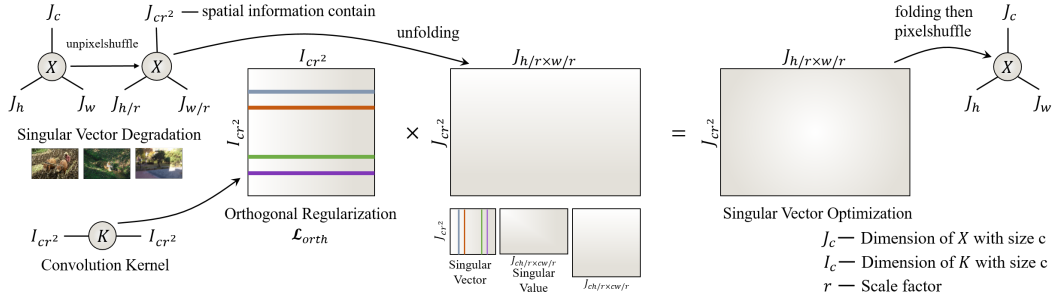 J_c
J_{cr^2} — spatial information contain
unpixelshuffle
X
X
J_h
J_w
J_{h/r}
J_{w/r}
Singular Vector Degradation
I_{cr^2}
K
I_{cr^2}
Convolution Kernel
I_{cr^2}
I_{cr^2}
Orthogonal Regularization
𝓛_{orth}
unfolding
×
J_{h/r×w/r}
J_{cr^2}
J_{cr^2}
Singular
Vector
J_{ch/r×cw/r}
Singular
Value
J_{ch/r×cw/r}
=
J_{h/r×w/r}
J_{cr^2}
Singular Vector Optimization
folding then
pixelshuffle
J_c
X
J_h
J_w
J_c — Dimension of X with size c
I_c — Dimension of K with size c
r — Scale factor